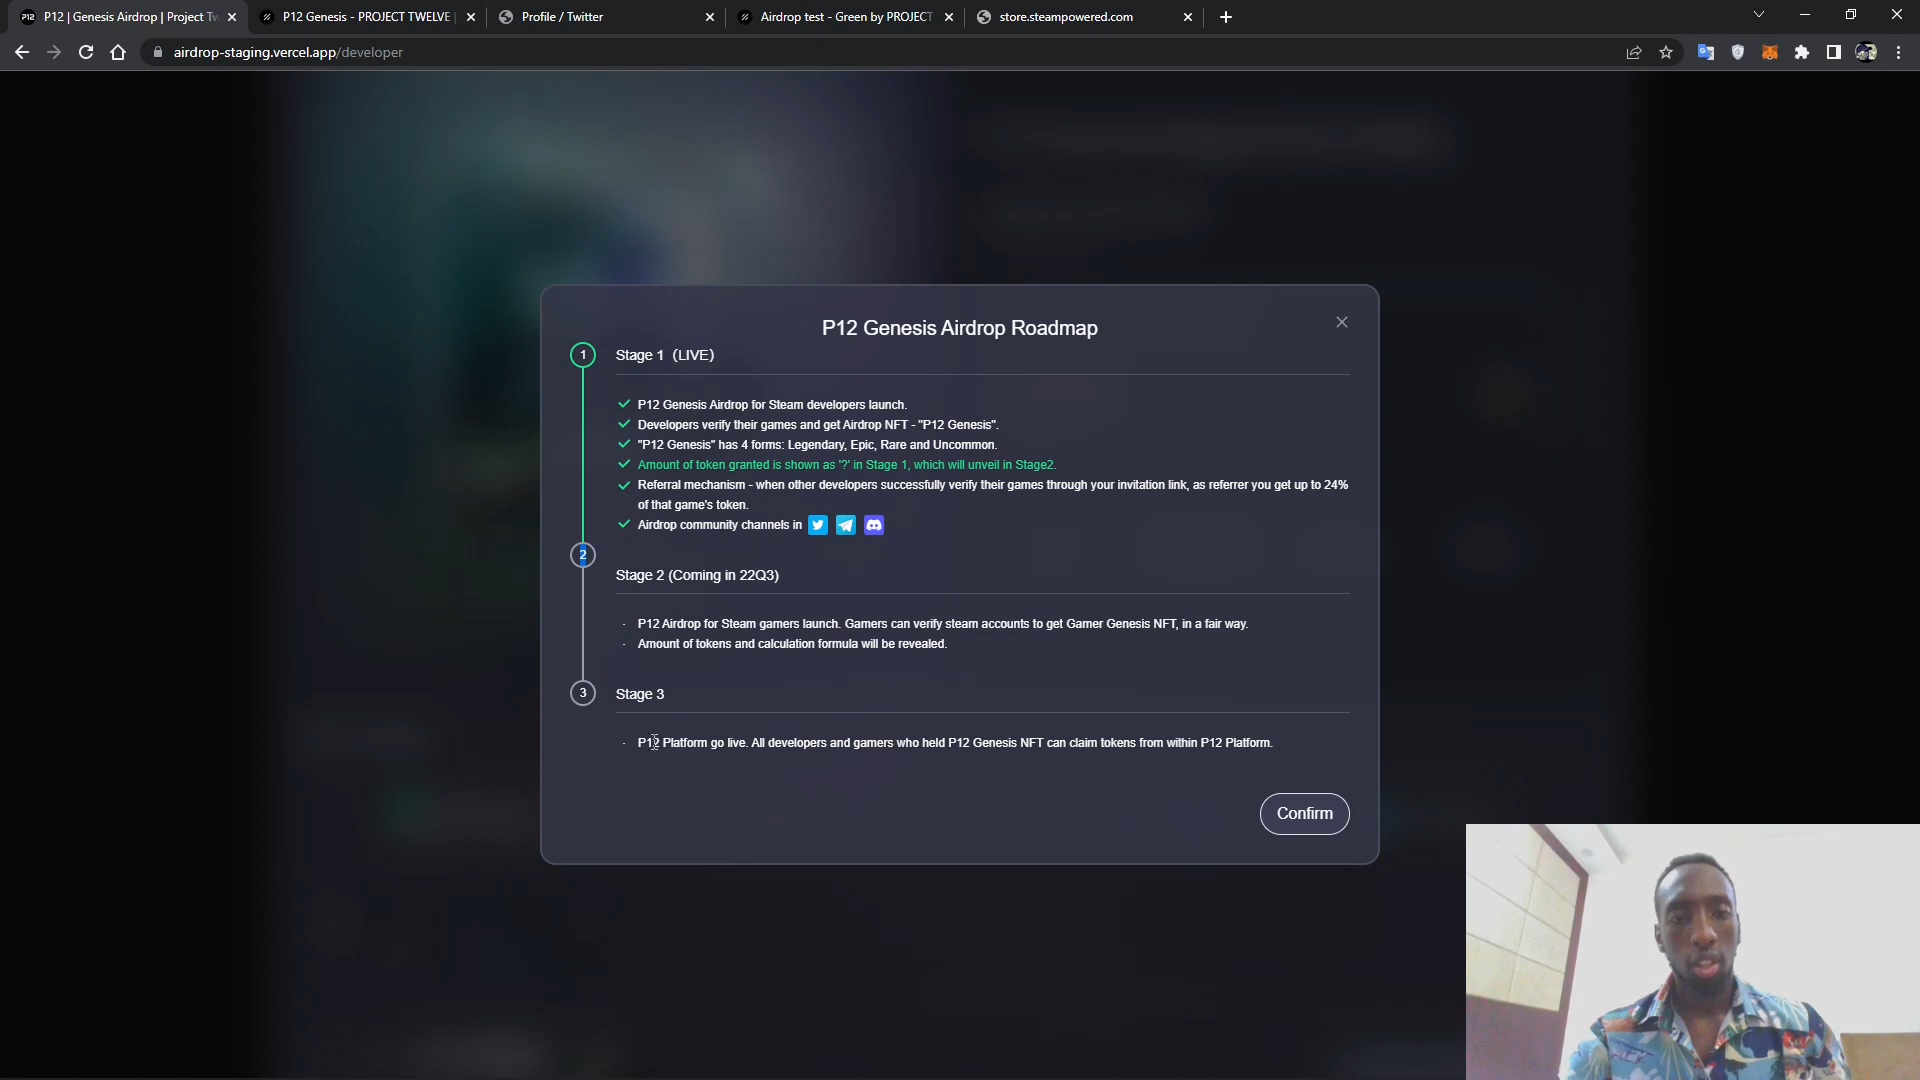 P12 | Genesis Airdrop | Project Tw
P12 Genesis - PROJECT TWELVE |
Profile / Twitter
Airdrop test - Green by PROJECT
store.steampowered.com
airdrop-staging.vercel.app/developer
P12 Genesis Airdrop Roadmap
1
Stage 1 (LIVE)
P12 Genesis Airdrop for Steam developers launch.
Developers verify their games and get Airdrop NFT - "P12 Genesis".
"P12 Genesis" has 4 forms: Legendary, Epic, Rare and Uncommon.
Amount of token granted is shown as '?' in Stage 1, which will unveil in Stage2.
Referral mechanism - when other developers successfully verify their games through your invitation link, as referrer you get up to 24%
of that game's token.
Airdrop community channels in
2
Stage 2 (Coming in 22Q3)
· P12 Airdrop for Steam gamers launch. Gamers can verify steam accounts to get Gamer Genesis NFT, in a fair way.
· Amount of tokens and calculation formula will be revealed.
3
Stage 3
· P12 Platform go live. All developers and gamers who held P12 Genesis NFT can claim tokens from within P12 Platform.
Confirm